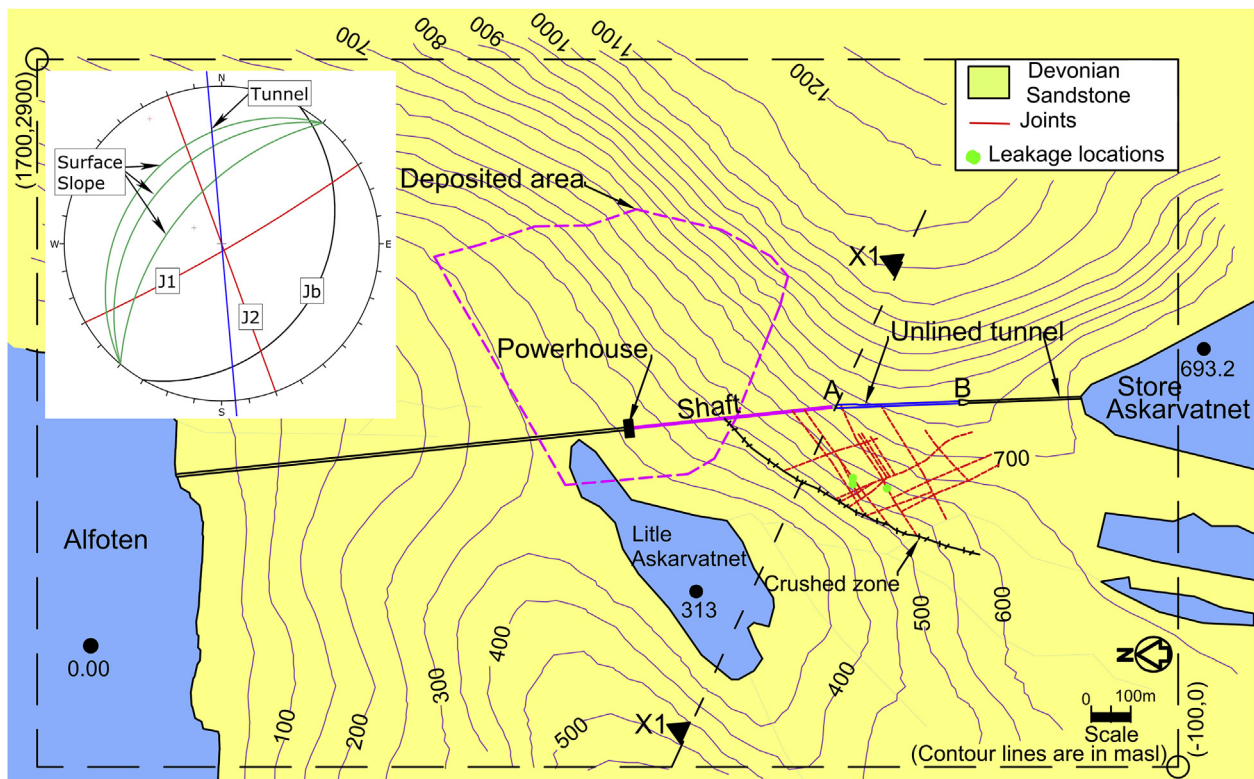 700
800
900
1000
1100
1200
(1700,2900)
N
Tunnel
Surface
Slope
W
E
J1
J2
Jb
S
Devonian
Sandstone
Joints
Leakage locations
Deposited area
X1
Powerhouse
Unlined tunnel
Shaft
A
B
693.2
Store
Askarvatnet
700
Alfoten
Litle
Askarvatnet
313
Crushed zone
0.00
100
200
300
400
500
400
500
600
X1
N
0
100m
Scale
(Contour lines are in masl)
(-100,0)